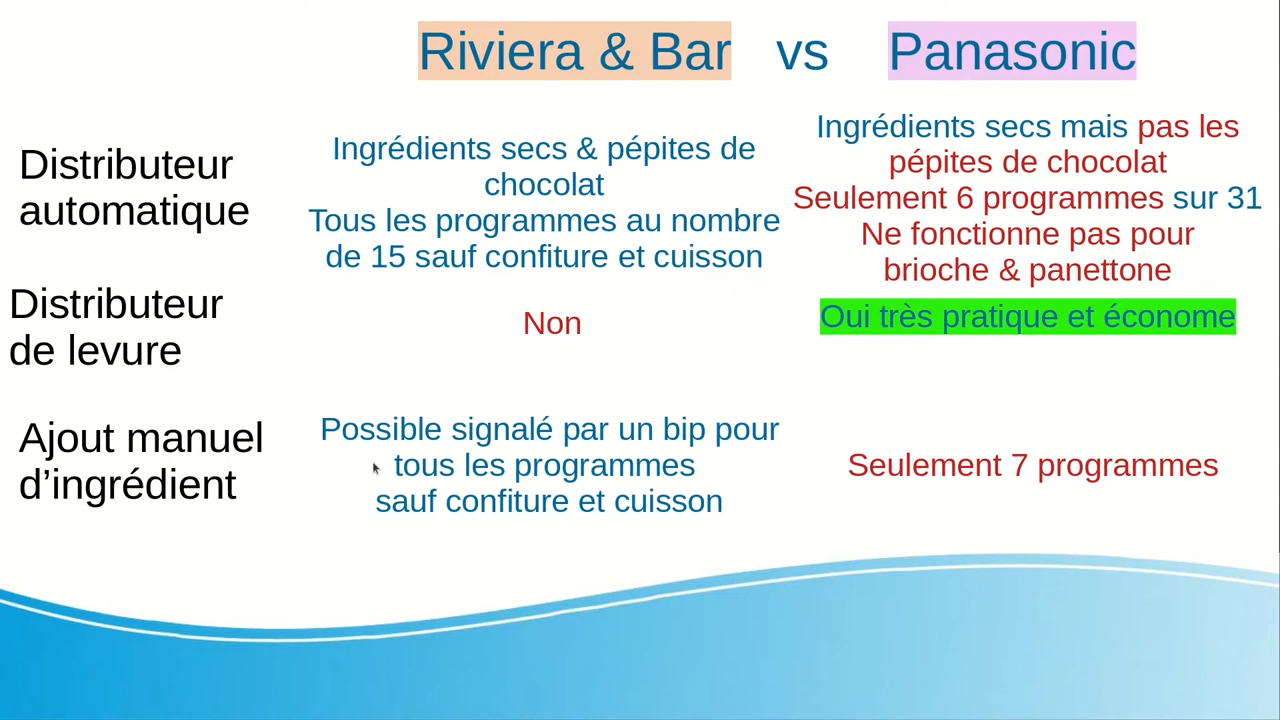 Riviera & Bar vs Panasonic
Distributeur
automatique
Ingrédients secs & pépites de
chocolat
Tous les programmes au nombre
de 15 sauf confiture et cuisson
Ingrédients secs mais pas les
pépites de chocolat
Seulement 6 programmes sur 31
Ne fonctionne pas pour
brioche & panettone
Distributeur
de levure
Non
Oui très pratique et économe
Ajout manuel
d’ingrédient
Possible signalé par un bip pour
tous les programmes
sauf confiture et cuisson
Seulement 7 programmes